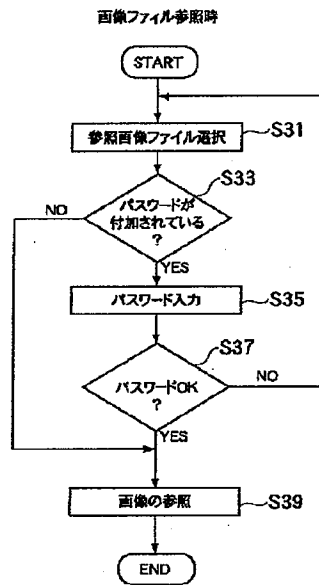 画像ファイル参照時
START
参照画像ファイル選択
S31
S33
パスワードが
付加されている
?
NO
YES
パスワード入力
S35
S37
パスワードOK
?
NO
YES
画像の参照
S39
END